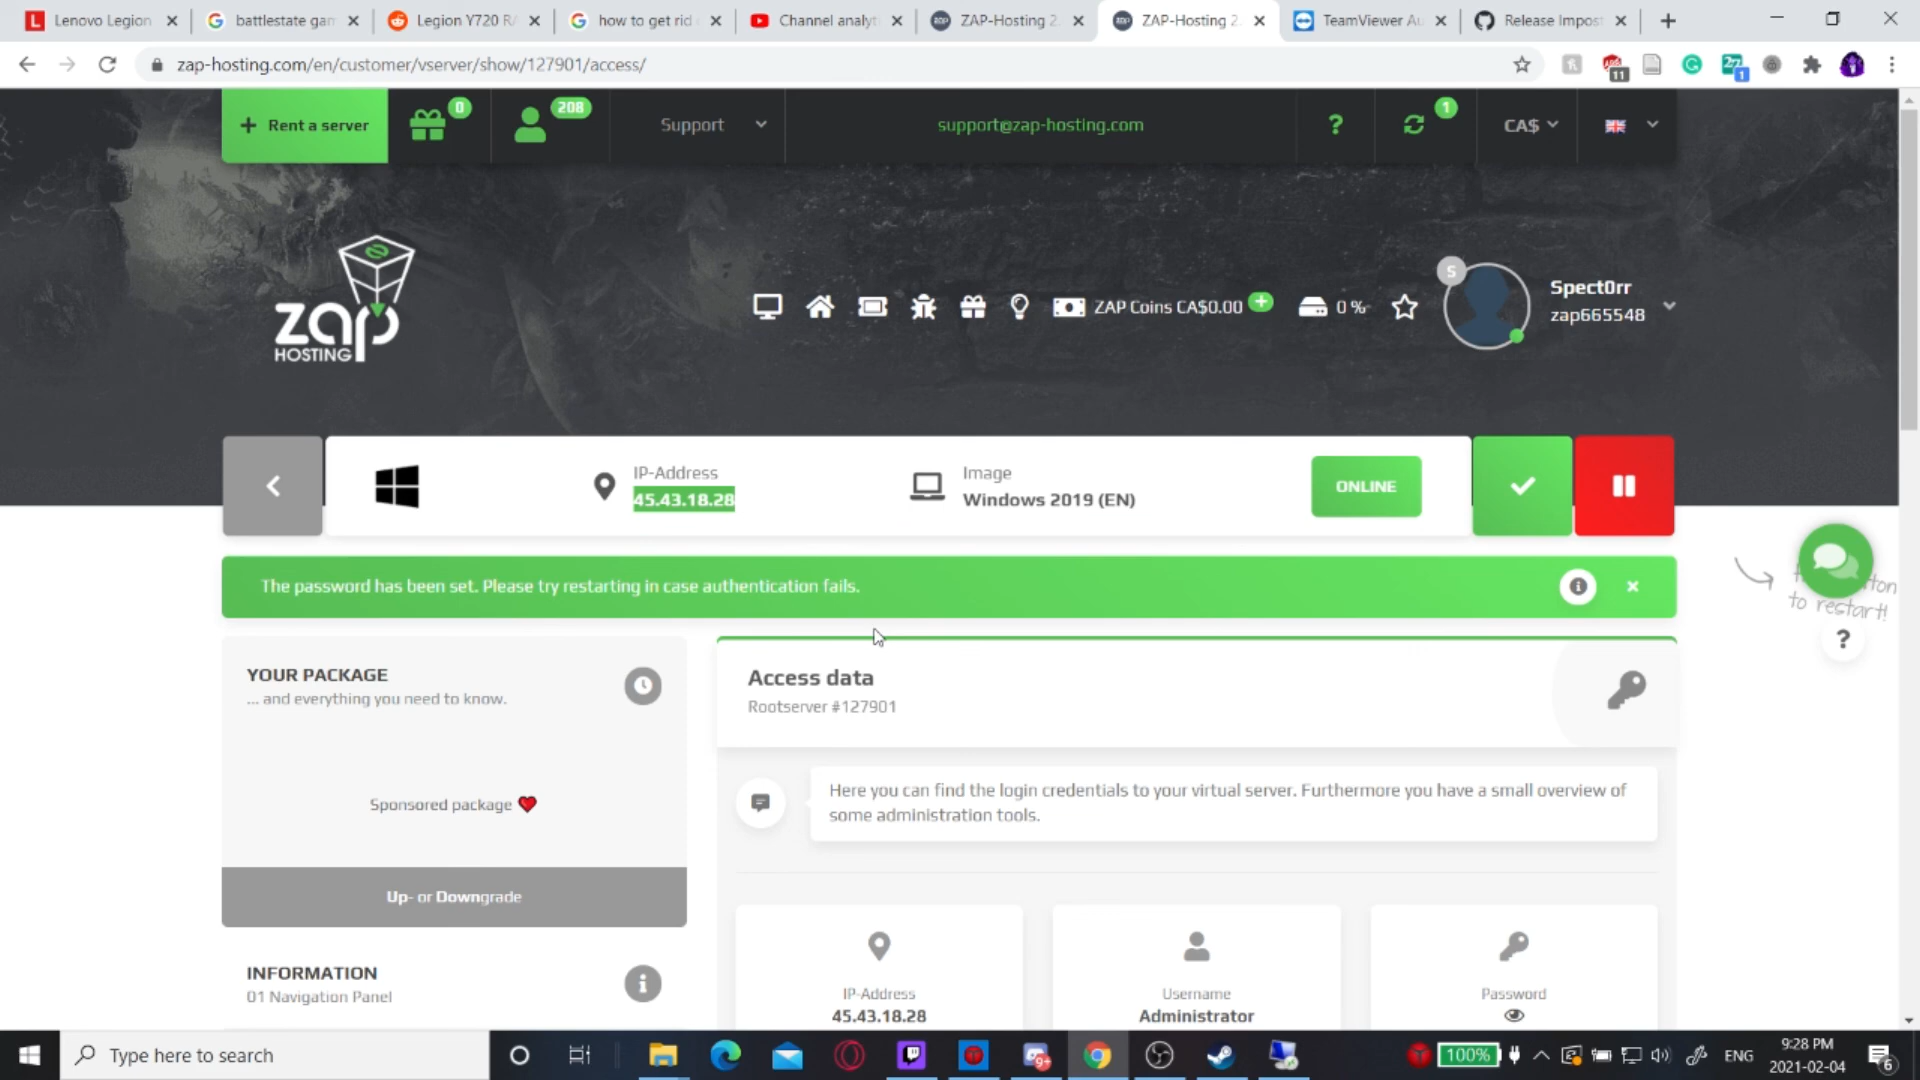 Lenovo Legion
battlestate gam
Legion Y720 R
how to get rid
Channel analyt
ZAP-Hosting 2.
ZAP-Hosting 2.
TeamViewer Au
Release Impost
zap-hosting.com/en/customer/vserver/show/127901/access/
11
27
1
+ Rent a server
0
208
Support
support@zap-hosting.com
?
1
CA$
zap
HOSTING
ZAP Coins CA$0.00
0 %
S
Spect0rr
zap665548
IP-Address
45.43.18.28
Image
Windows 2019 (EN)
ONLINE
The password has been set. Please try restarting in case authentication fails.
to restart!
?
YOUR PACKAGE
... and everything you need to know.
Sponsored package
Up- or Downgrade
INFORMATION
01 Navigation Panel
Access data
Rootserver #127901
Here you can find the login credentials to your virtual server. Furthermore you have a small overview of
some administration tools.
IP-Address
45.43.18.28
Username
Administrator
Password
Type here to search
9+
100%
ENG
9:28 PM
2021-02-04
6